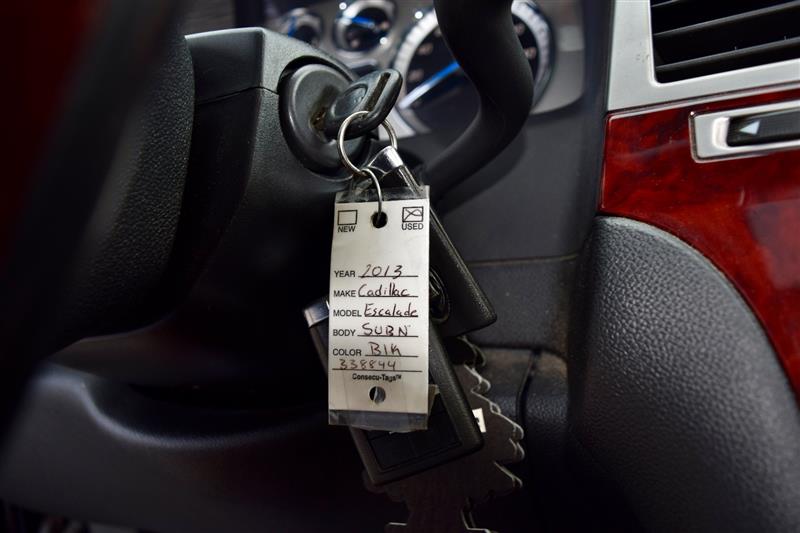 NEW USED
YEAR 2013
MAKE Cadillac
MODEL Escalade
BODY SUBN
COLOR Blk
338844
Consecu-Tags™